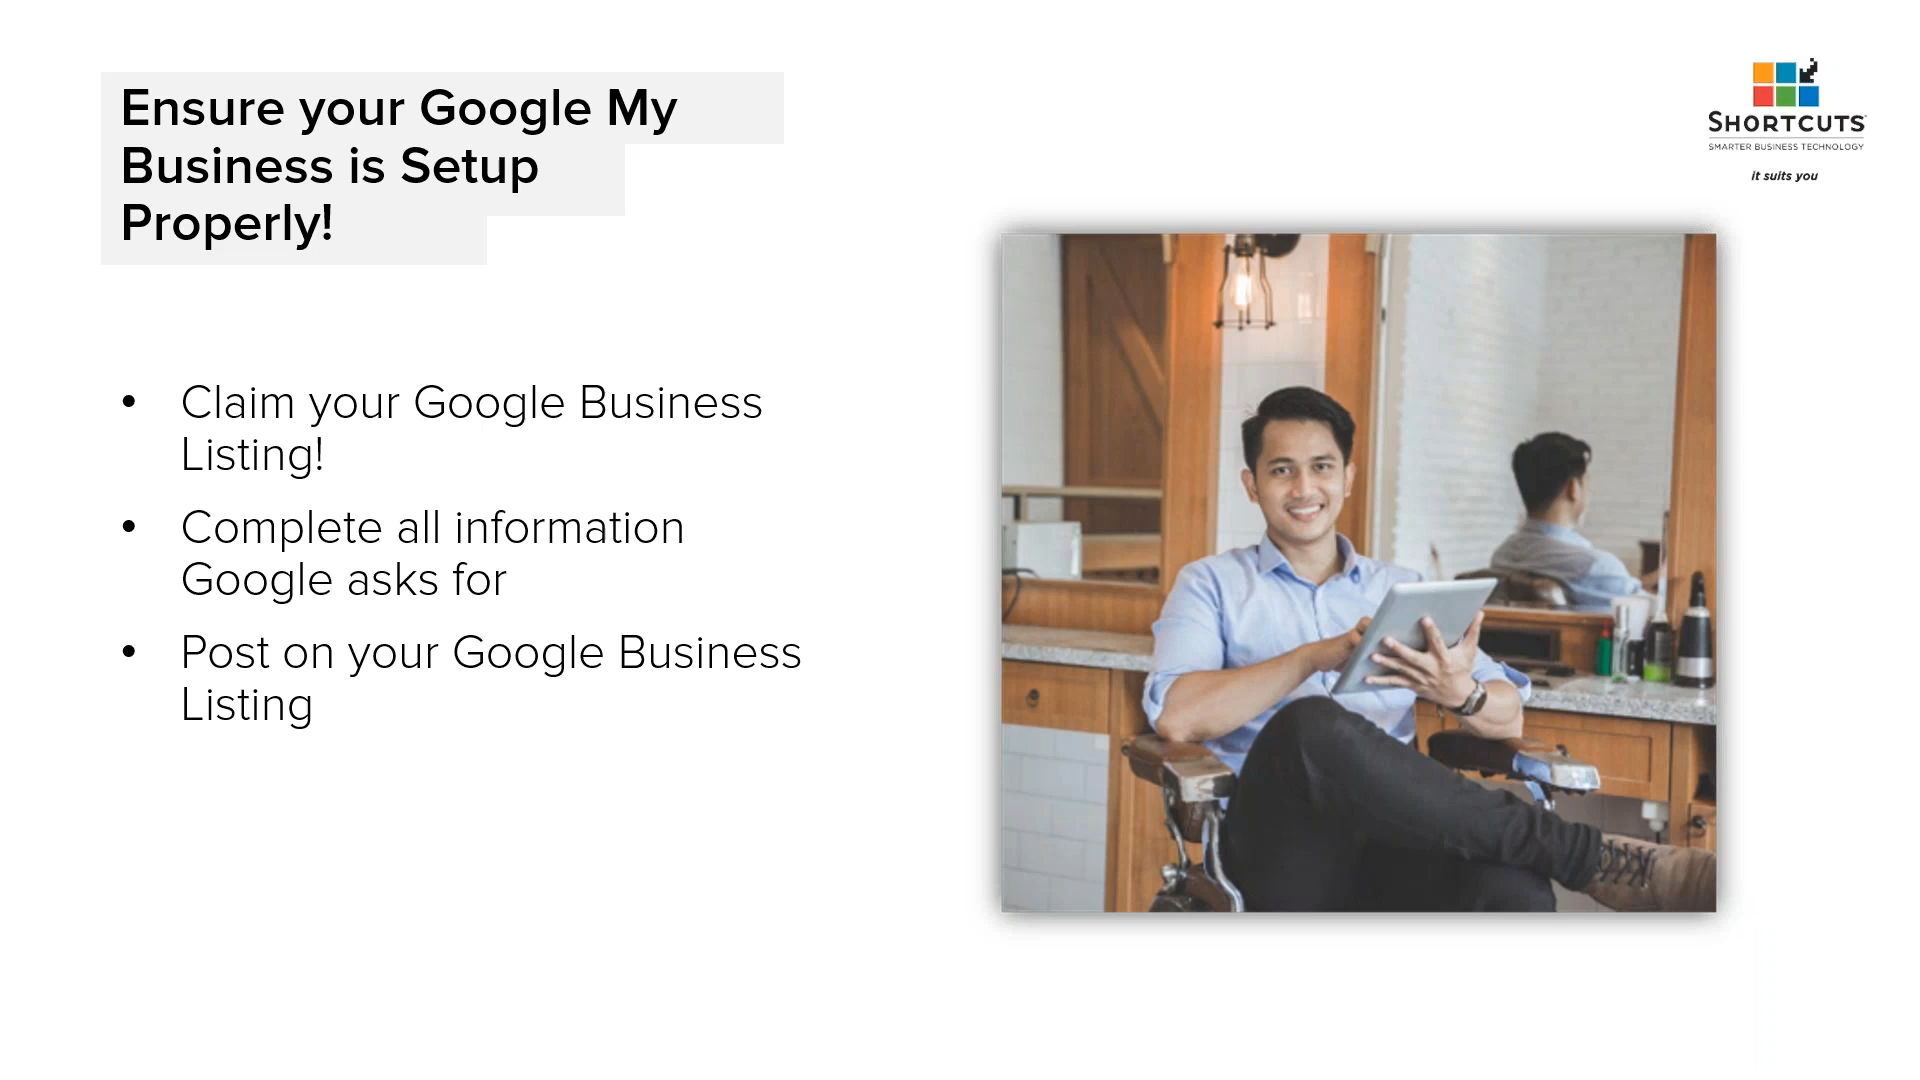 Ensure your Google My
Business is Setup
Properly!
SHORTCUTS
SMARTER BUSINESS TECHNOLOGY
it suits you
• Claim your Google Business
Listing!
• Complete all information
Google asks for
• Post on your Google Business
Listing